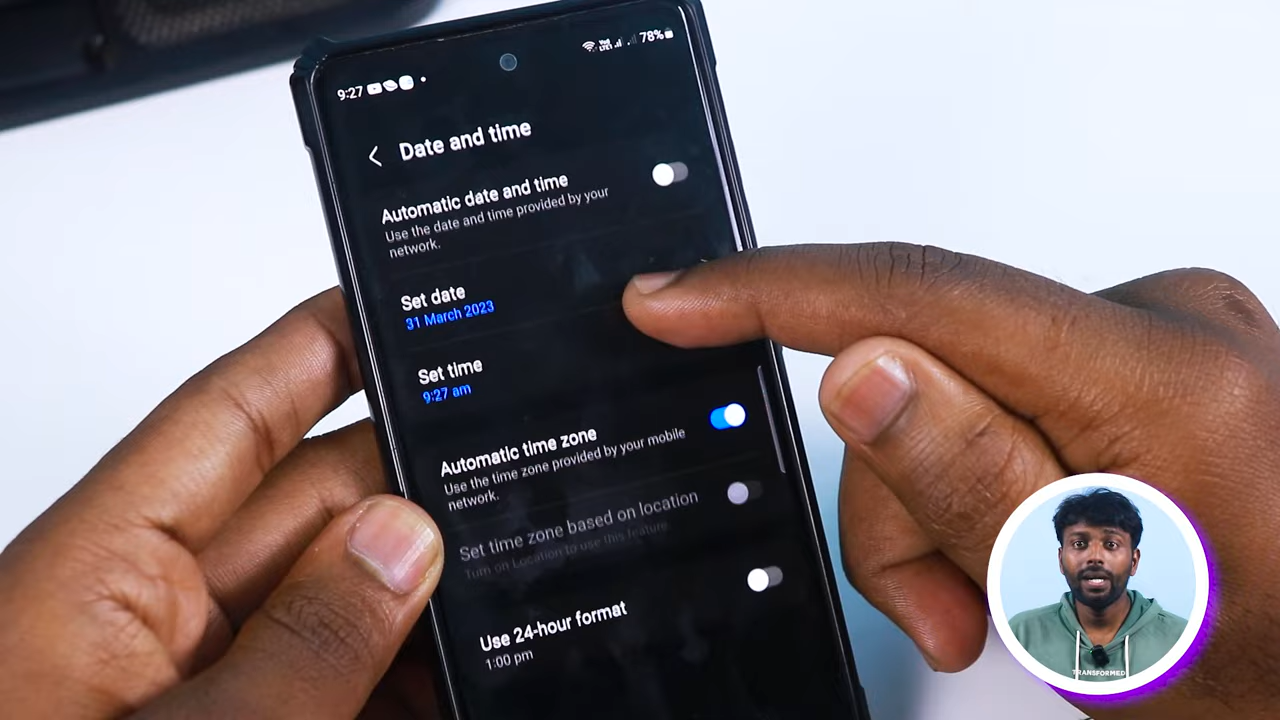 9:27
78%
Date and time
Automatic date and time
Use the date and time provided by your
network.
Set date
31 March 2023
Set time
9:27 am
Automatic time zone
Use the time zone provided by your mobile
network.
Set time zone based on location
Turn on Location to use this feature.
Use 24-hour format
1:00 pm
TRANSFORMED